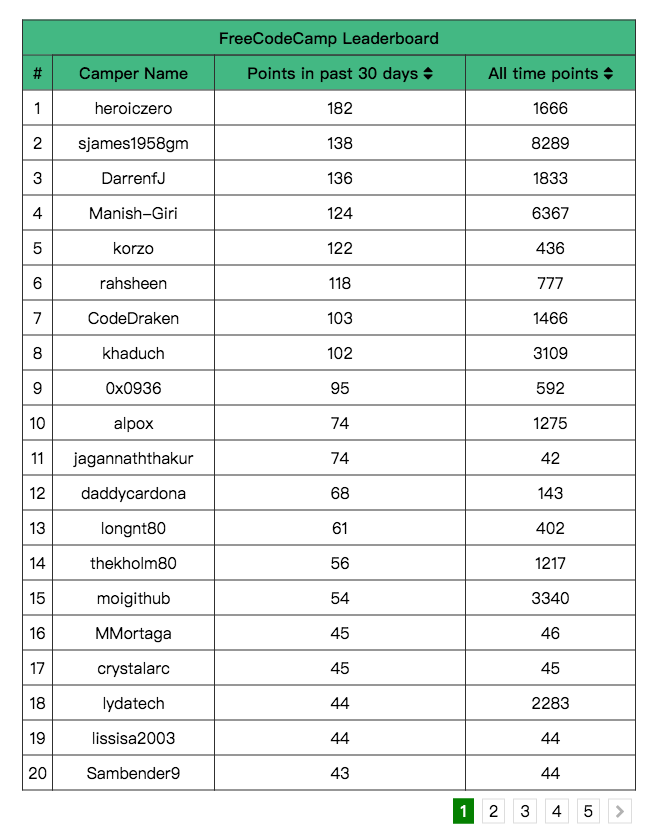 FreeCodeCamp Leaderboard
# Camper Name Points in past 30 days All time points
1 heroiczero 182 1666
2 sjames1958gm 138 8289
3 DarrenfJ 136 1833
4 Manish-Giri 124 6367
5 korzo 122 436
6 rahsheen 118 777
7 CodeDraken 103 1466
8 khaduch 102 3109
9 0x0936 95 592
10 alpox 74 1275
11 jagannaththakur 74 42
12 daddycardona 68 143
13 longnt80 61 402
14 thekholm80 56 1217
15 moigithub 54 3340
16 MMortaga 45 46
17 crystalarc 45 45
18 lydatech 44 2283
19 lissisa2003 44 44
20 Sambender9 43 44
1 2 3 4 5